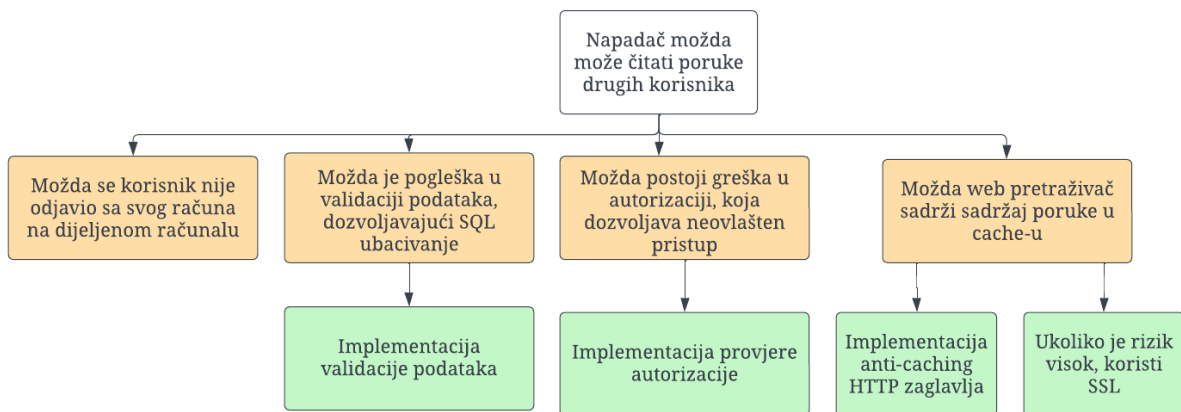 Napadač možda
može čitati poruke
drugih korisnika
Možda se korisnik nije
odjavio sa svog računa
na dijeljenom računalu
Možda je pogleška u
validaciji podataka,
dozvoljavajući SQL
ubacivanje
Možda postoji greška u
autorizaciji, koja
dozvoljava neovlašten
pristup
Možda web pretraživač
sadrži sadržaj poruke u
cache-u
Implementacija
validacije podataka
Implementacija provjere
autorizacije
Implementacija
anti-caching
HTTP zaglavlja
Ukoliko je rizik
visok, koristi
SSL